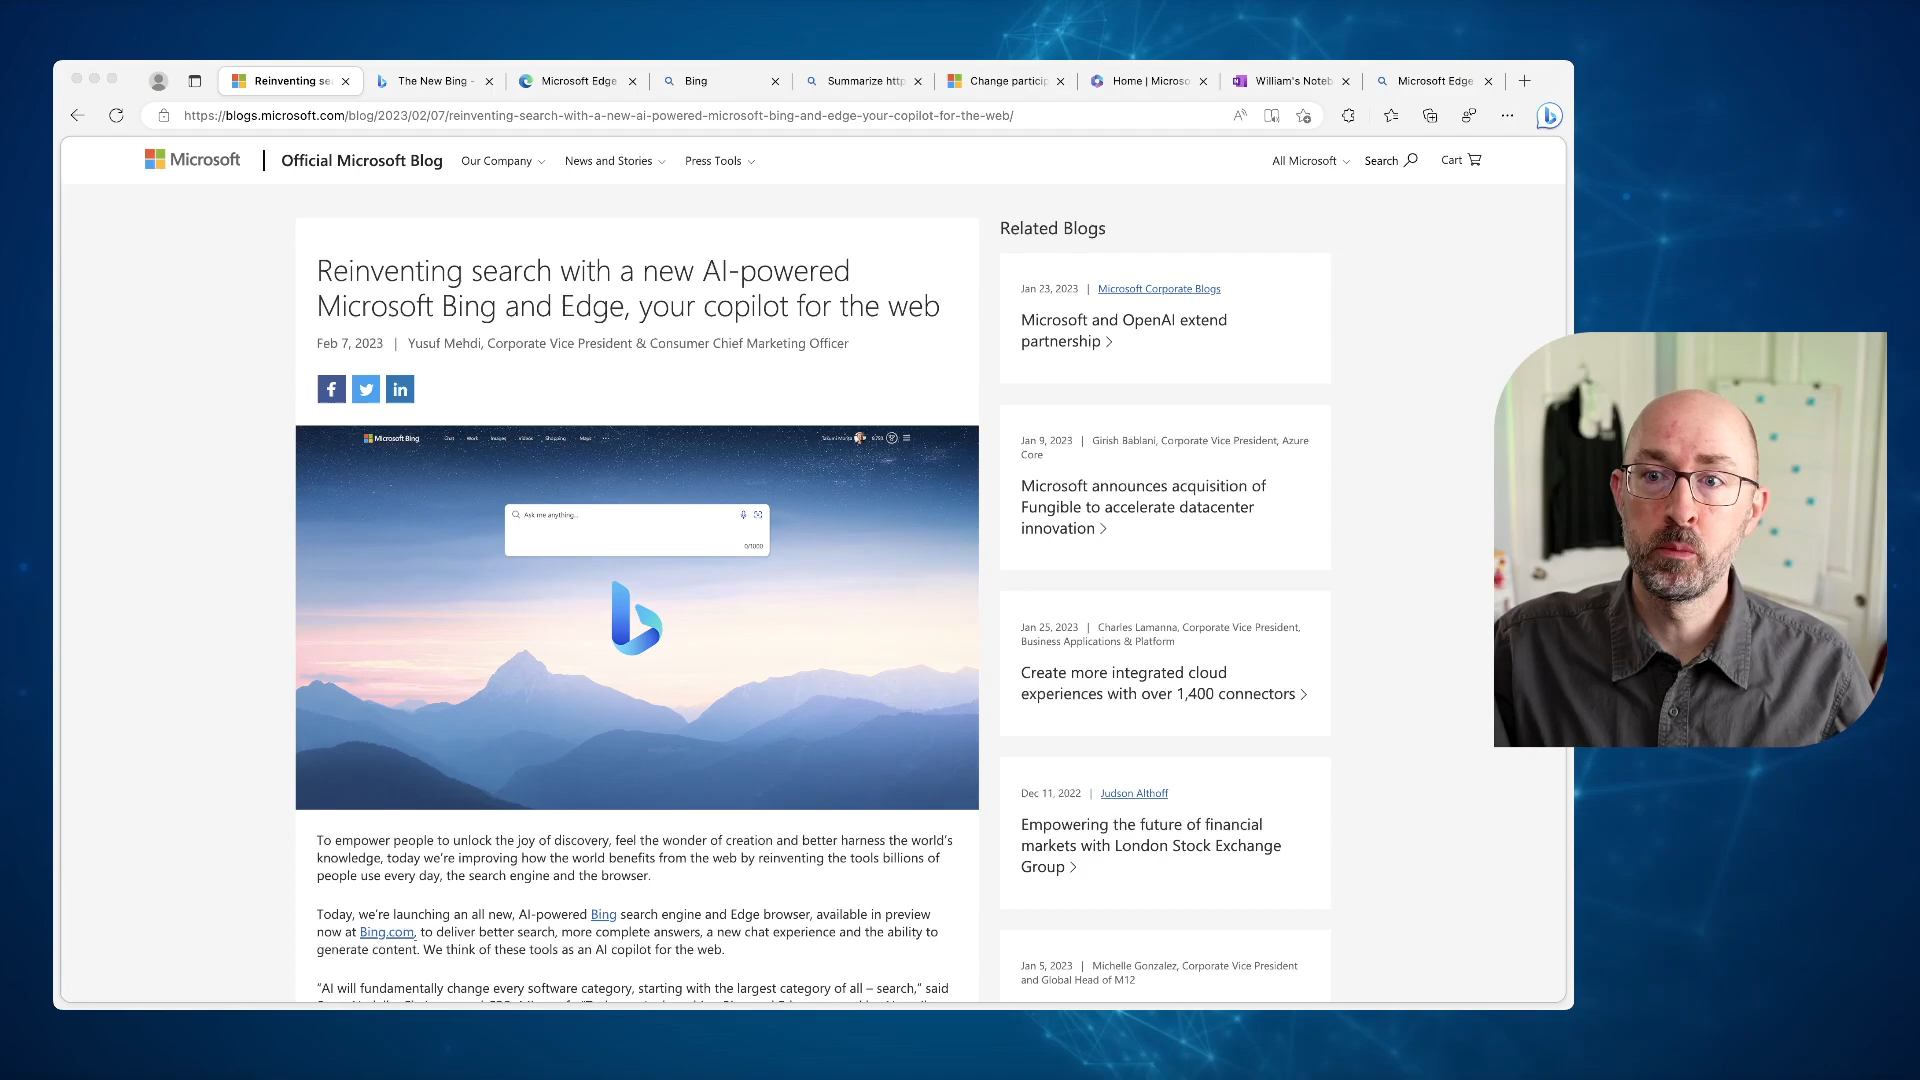 Reinventing se
The New Bing -
Microsoft Edge
Bing
Summarize http
Change particip
Home | Microso
William's Noteb
Microsoft Edge
https://blogs.microsoft.com/blog/2023/02/07/reinventing-search-with-a-new-ai-powered-microsoft-bing-and-edge-your-copilot-for-the-web/
Microsoft | Official Microsoft Blog Our Company News and Stories Press Tools All Microsoft Search Cart
Reinventing search with a new AI-powered
Microsoft Bing and Edge, your copilot for the web
Feb 7, 2023 | Yusuf Mehdi, Corporate Vice President & Consumer Chief Marketing Officer
Microsoft Bing Chat Work Images Videos Shopping Maps ...
Ask me anything...
0/1000
To empower people to unlock the joy of discovery, feel the wonder of creation and better harness the world's
knowledge, today we're improving how the world benefits from the web by reinventing the tools billions of
people use every day, the search engine and the browser.
Today, we're launching an all new, AI-powered Bing search engine and Edge browser, available in preview
now at Bing.com, to deliver better search, more complete answers, a new chat experience and the ability to
generate content. We think of these tools as an AI copilot for the web.
"AI will fundamentally change every software category, starting with the largest category of all – search," said
Related Blogs
Jan 23, 2023 | Microsoft Corporate Blogs
Microsoft and OpenAI extend
partnership >
Jan 9, 2023 | Girish Bablani, Corporate Vice President, Azure
Core
Microsoft announces acquisition of
Fungible to accelerate datacenter
innovation >
Jan 25, 2023 | Charles Lamanna, Corporate Vice President,
Business Applications & Platform
Create more integrated cloud
experiences with over 1,400 connectors >
Dec 11, 2022 | Judson Althoff
Empowering the future of financial
markets with London Stock Exchange
Group >
Jan 5, 2023 | Michelle Gonzalez, Corporate Vice President
and Global Head of M12